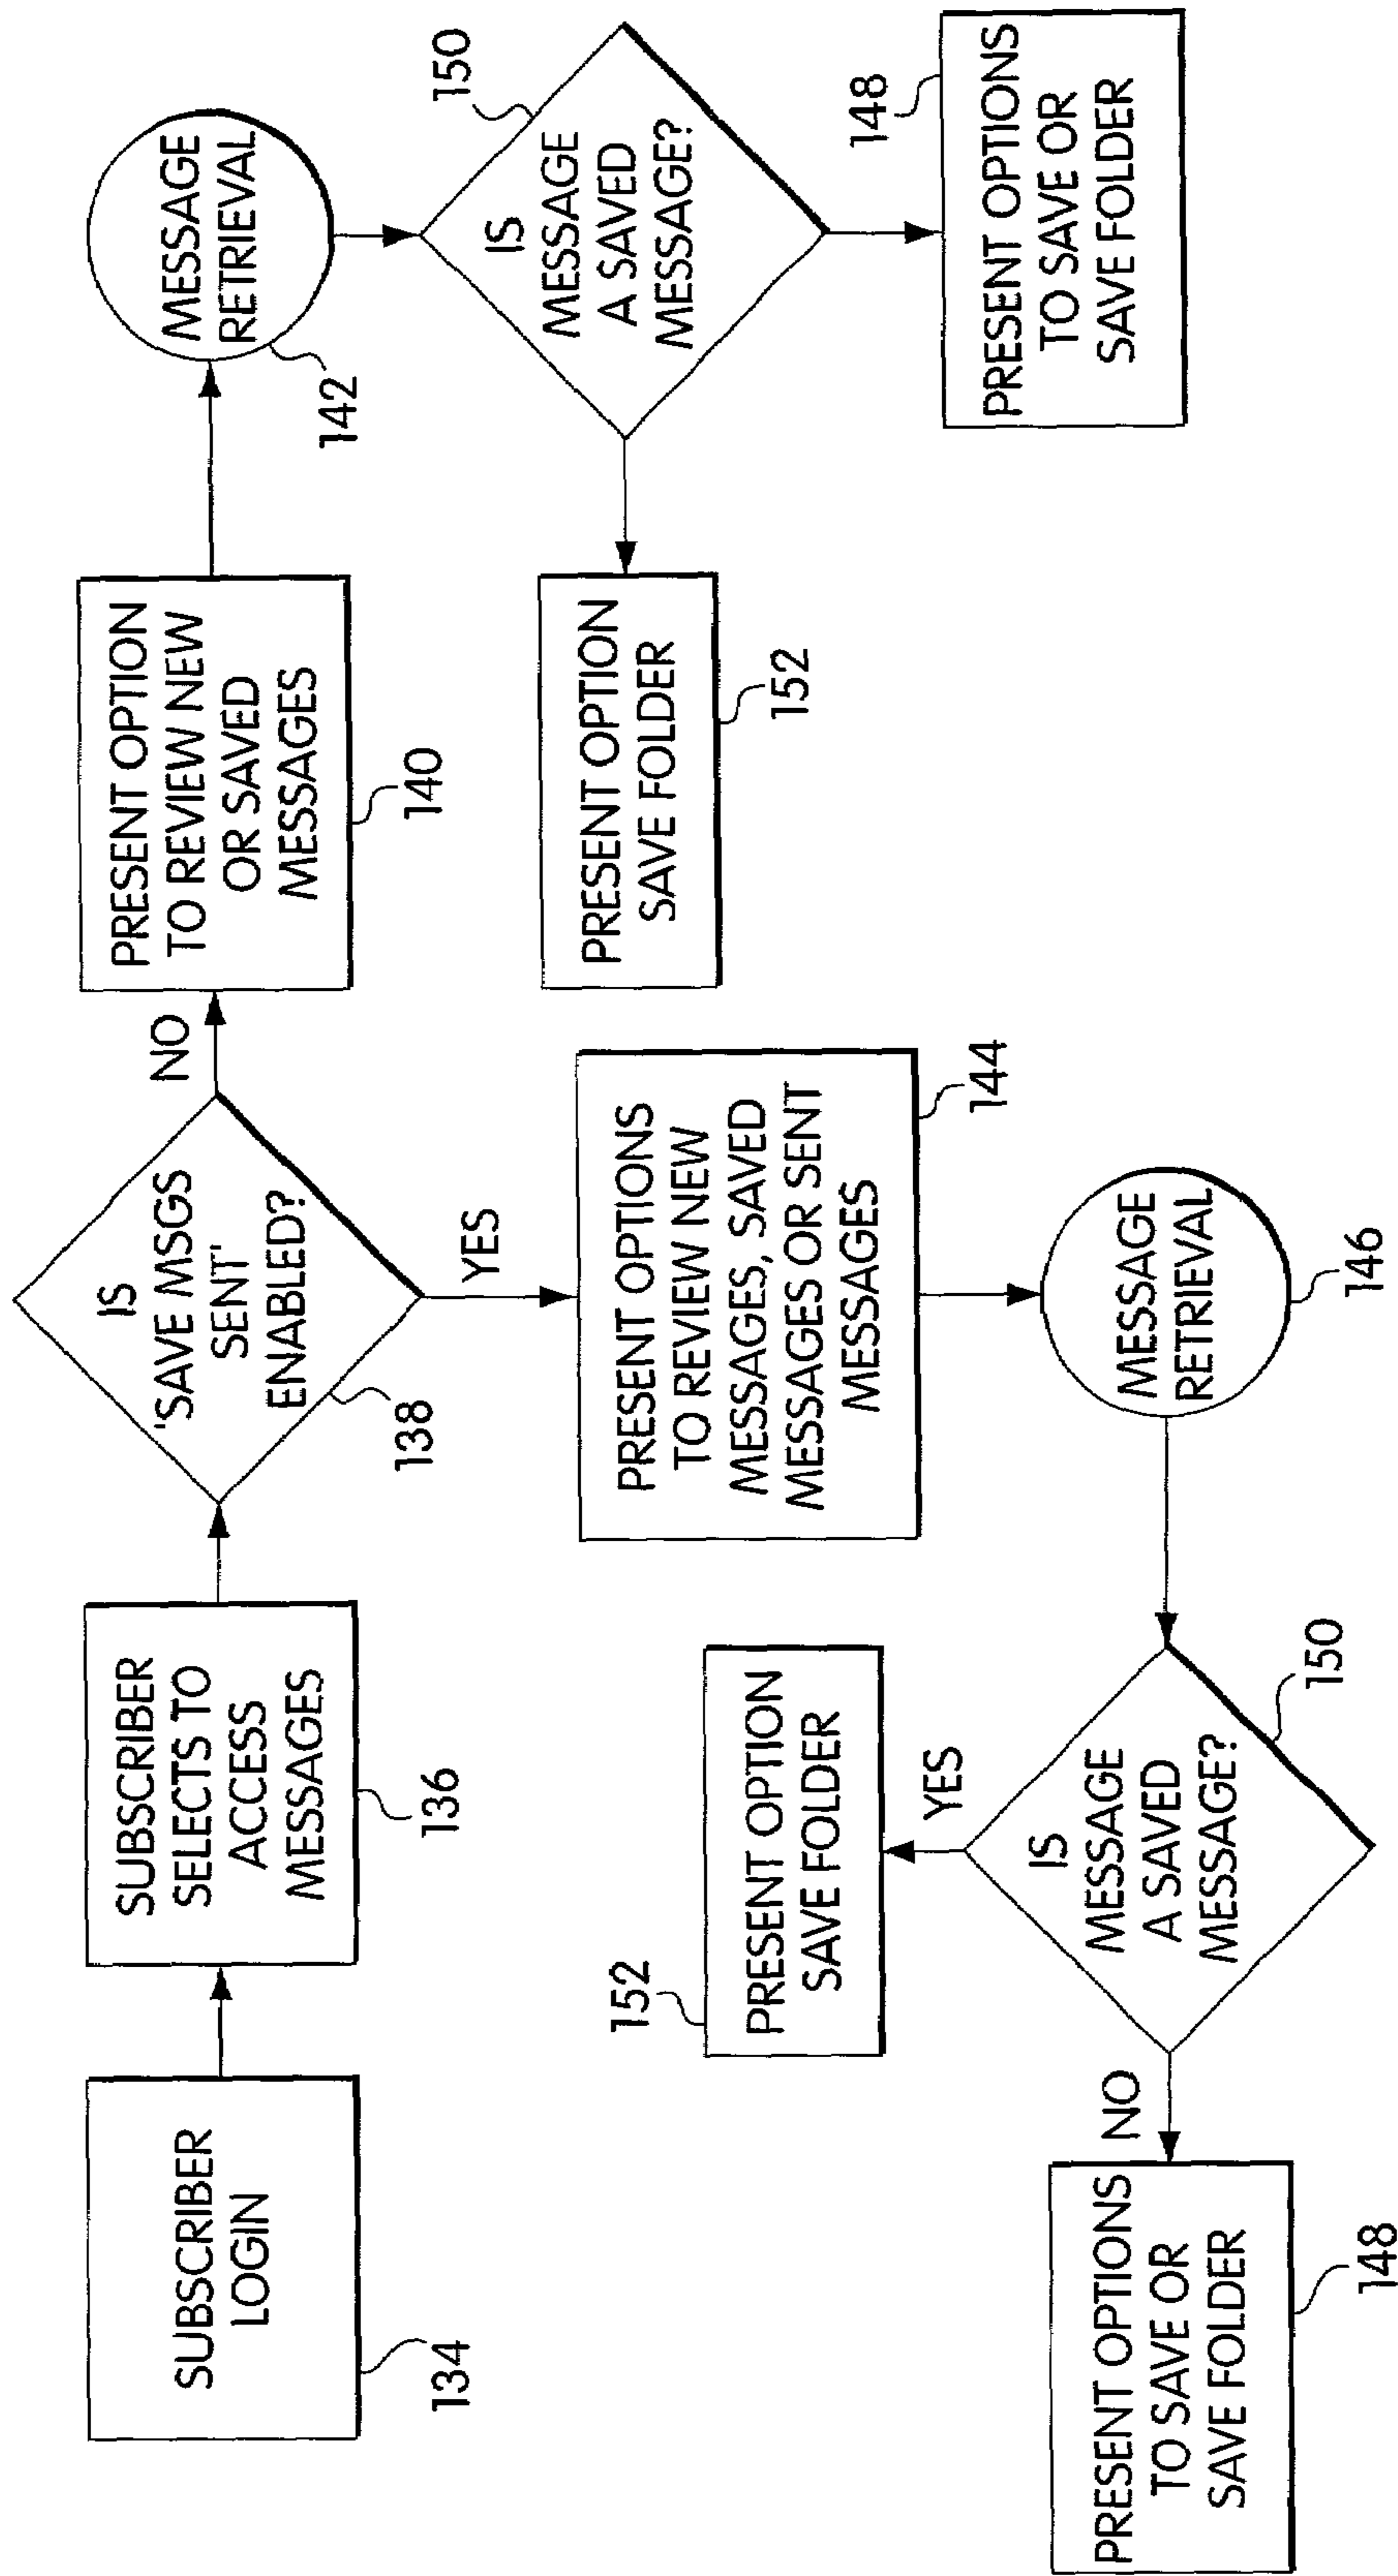 SUBSCRIBER
LOGIN
134
SUBSCRIBER
SELECTS TO
ACCESS
MESSAGES
136
IS
'SAVE MSGS
SENT'
ENABLED?
138
NO
PRESENT OPTION
TO REVIEW NEW
OR SAVED
MESSAGES
140
MESSAGE
RETRIEVAL
142
IS
MESSAGE
A SAVED
MESSAGE?
150
PRESENT OPTION
SAVE FOLDER
152
PRESENT OPTIONS
TO SAVE OR
SAVE FOLDER
148
YES
PRESENT OPTIONS
TO REVIEW NEW
MESSAGES, SAVED
MESSAGES OR SENT
MESSAGES
144
MESSAGE
RETRIEVAL
146
IS
MESSAGE
A SAVED
MESSAGE?
150
YES
PRESENT OPTION
SAVE FOLDER
152
NO
PRESENT OPTIONS
TO SAVE OR
SAVE FOLDER
148